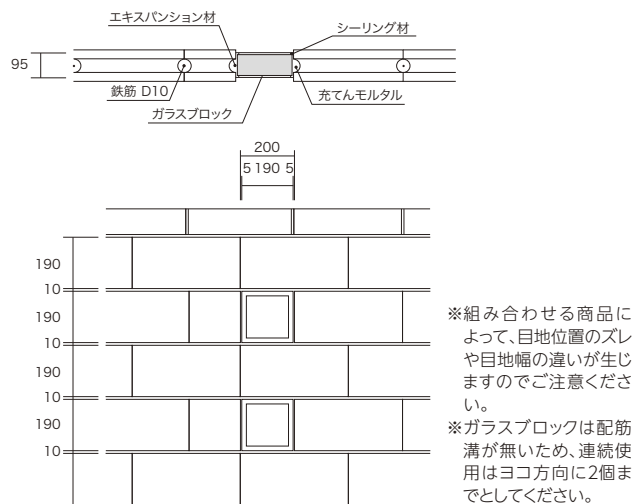 エキスパンション材
シーリング材
95
鉄筋 D10
充てんモルタル
ガラスブロック
200
5 190 5
190
10
190
10
190
10
190
10
※組み合わせる商品に
よって、目地位置のズレ
や目地幅の違いが生じ
ますのでご注意くださ
い。
※ガラスブロックは配筋
溝が無いため、連続使
用はヨコ方向に2個ま
でとしてください。